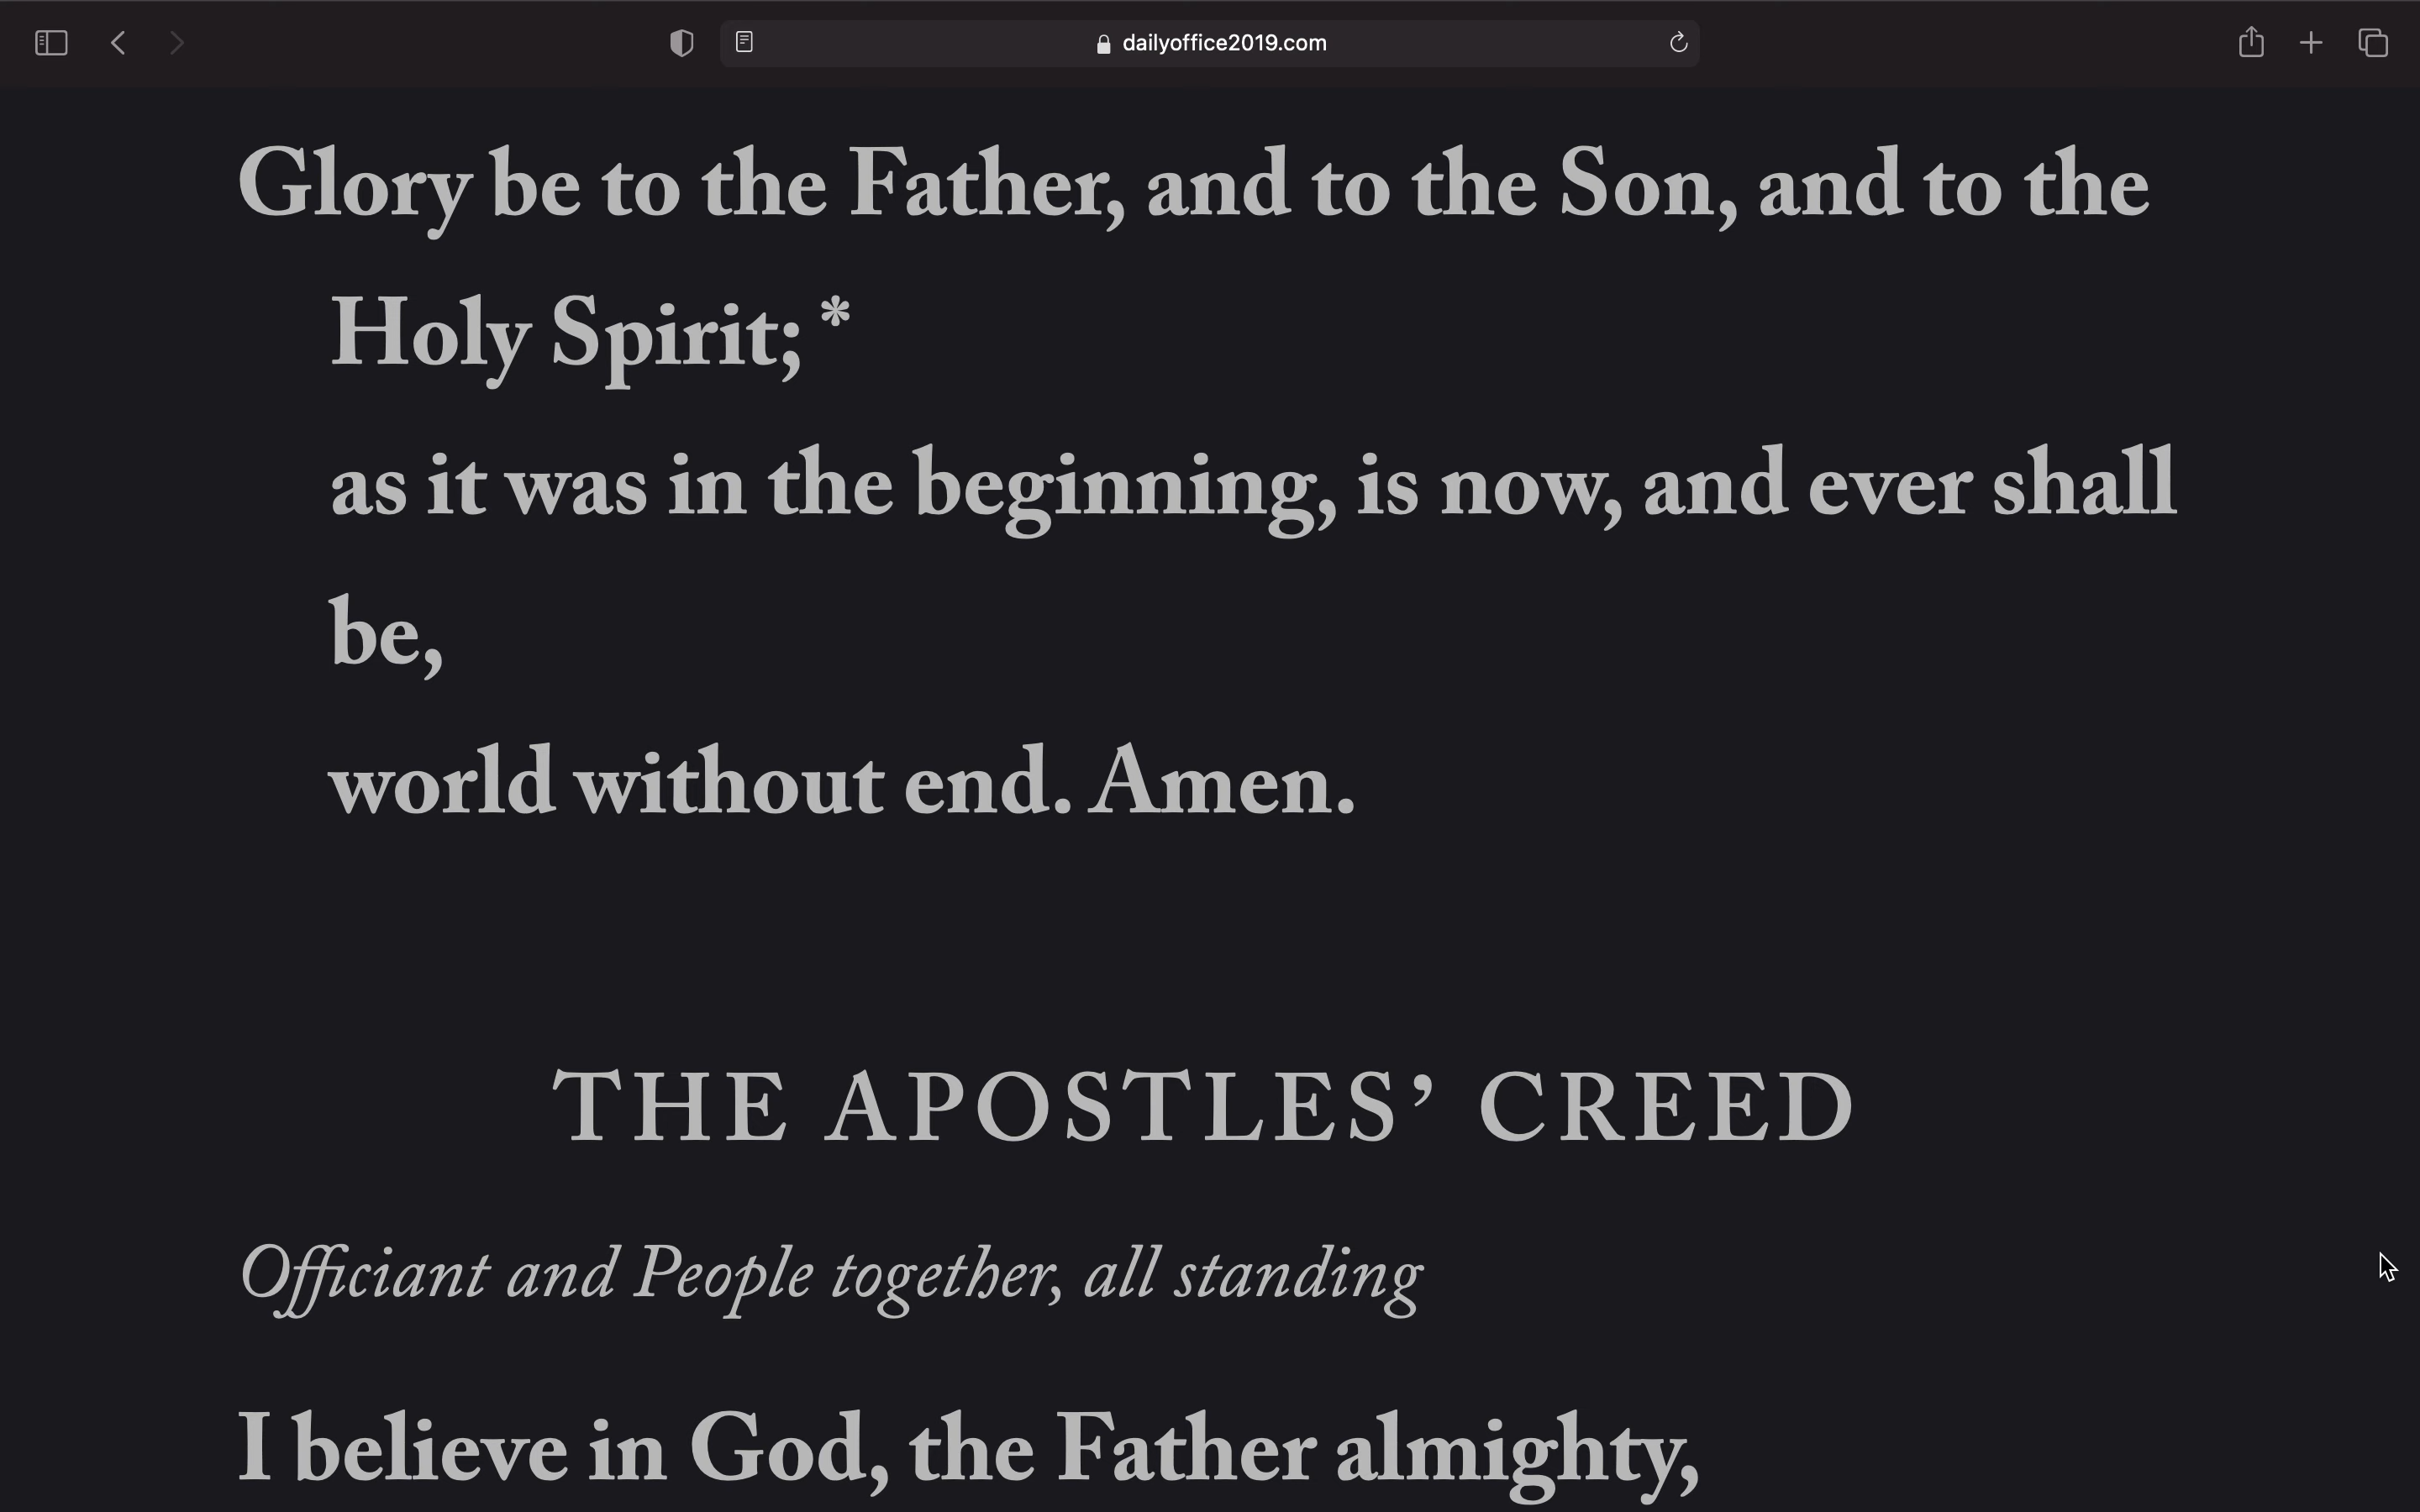 dailyoffice2019.com
Glory be to the Father, and to the Son, and to the
Holy Spirit;*
as it was in the beginning, is now, and ever shall
be,
world without end. Amen.
THE APOSTLES’ CREED
Officiant and People together, all standing
I believe in God, the Father almighty,